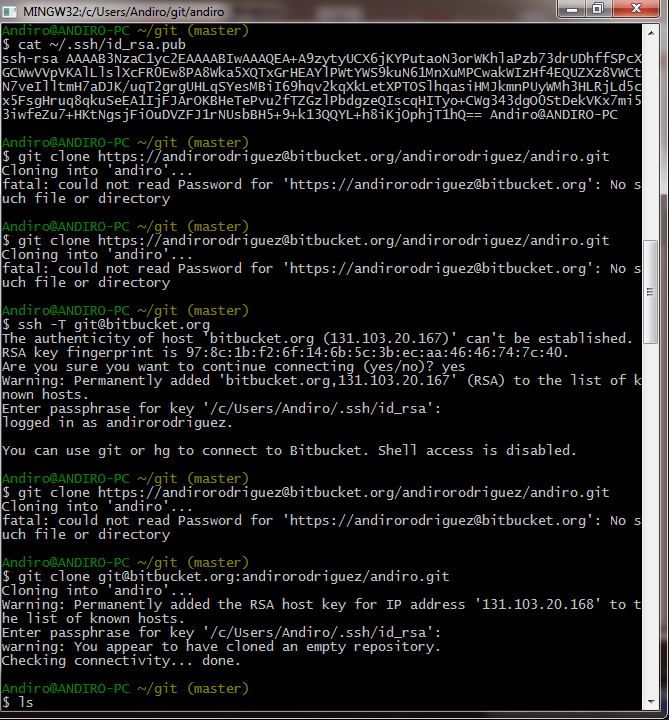 MINGW32:/c/Users/Andiro/git/andiro
Andiro@ANDIRO-PC ~/git (master)
$ cat ~/.ssh/id_rsa.pub
ssh-rsa AAAAB3NzaC1yc2EAAAABIwAAAQEA+A9zytyUCX6jKYPutaoN3orWKhlaPzb73drUDhffSPcX
GCWwVVpVKAlLlslXcFROEw8PA8Wka5XQTxGrHEAYlPWtYWS9kuN61MnXuMPCwakWIzHf4EQUZXz8VWCt
N7veIlltmH7aDJK/uqT2grgUHLqSYesMBiI69hqv2kqXkLetXPTOSlhqasiHMJkmnPUyWMh3HLRjLd5c
x5FsgHruq8qkuSeEA1IjFJArOKBHeTePvu2fTZGzlPbdgzeQIscqHITyo+CWg343dgOOStDekVKx7mi5
3iwfeZu7+HKtNgsjFiOuDVZFJ1rNUsbBH5+9+k13QQYL+h8iKjOphjT1hQ== Andiro@ANDIRO-PC
Andiro@ANDIRO-PC ~/git (master)
$ git clone https://andirorodriguez@bitbucket.org/andirorodriguez/andiro.git
Cloning into 'andiro'...
fatal: could not read Password for 'https://andirorodriguez@bitbucket.org': No s
uch file or directory
Andiro@ANDIRO-PC ~/git (master)
$ git clone https://andirorodriguez@bitbucket.org/andirorodriguez/andiro.git
Cloning into 'andiro'...
fatal: could not read Password for 'https://andirorodriguez@bitbucket.org': No s
uch file or directory
Andiro@ANDIRO-PC ~/git (master)
$ ssh -T git@bitbucket.org
The authenticity of host 'bitbucket.org (131.103.20.167)' can't be established.
RSA key fingerprint is 97:8c:1b:f2:6f:14:6b:5c:3b:ec:aa:46:46:74:7c:40.
Are you sure you want to continue connecting (yes/no)? yes
Warning: Permanently added 'bitbucket.org,131.103.20.167' (RSA) to the list of k
nown hosts.
Enter passphrase for key '/c/Users/Andiro/.ssh/id_rsa':
logged in as andirorodriguez.
You can use git or hg to connect to Bitbucket. Shell access is disabled.
Andiro@ANDIRO-PC ~/git (master)
$ git clone https://andirorodriguez@bitbucket.org/andirorodriguez/andiro.git
Cloning into 'andiro'...
fatal: could not read Password for 'https://andirorodriguez@bitbucket.org': No s
uch file or directory
Andiro@ANDIRO-PC ~/git (master)
$ git clone git@bitbucket.org:andirorodriguez/andiro.git
Cloning into 'andiro'...
Warning: Permanently added the RSA host key for IP address '131.103.20.168' to t
he list of known hosts.
Enter passphrase for key '/c/Users/Andiro/.ssh/id_rsa':
warning: You appear to have cloned an empty repository.
Checking connectivity... done.
Andiro@ANDIRO-PC ~/git (master)
$ ls